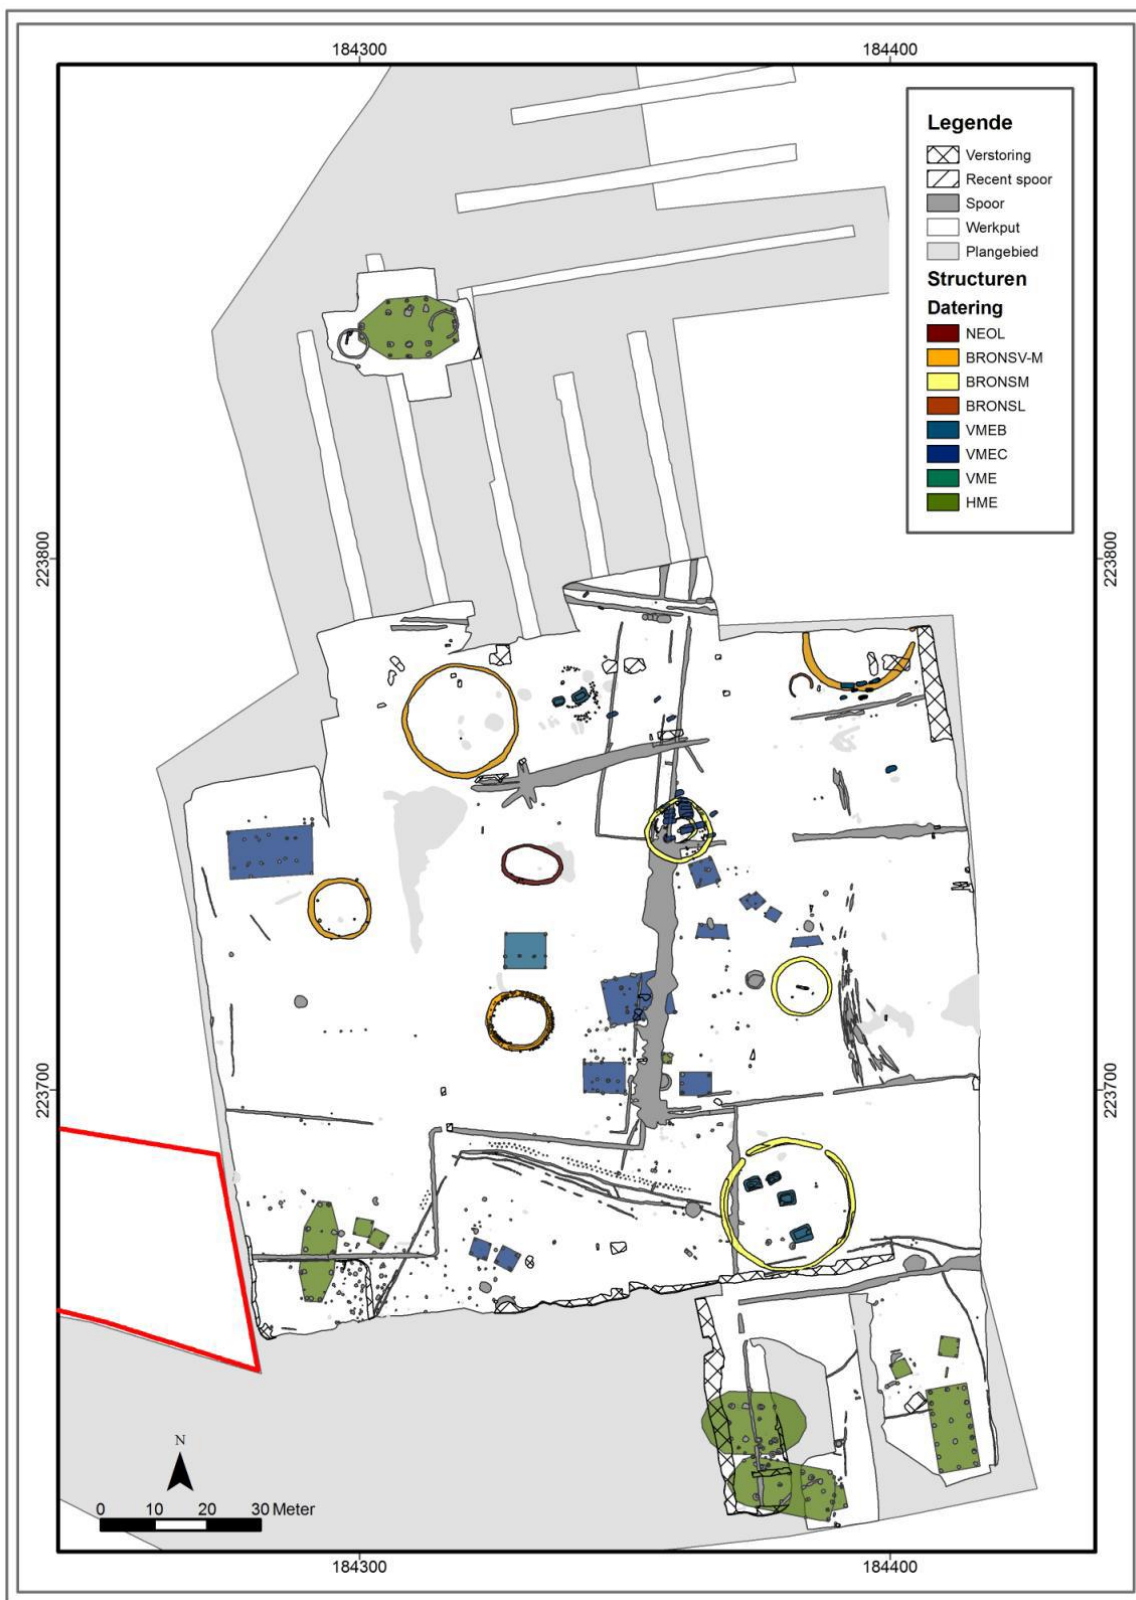 184300
184400
Legende
Verstoring
Recent spoor
Spoor
Werkput
Plangebied
Structuren
Datering
NEOL
BRONSV-M
BRONSM
BRONSL
VMEB
VMEC
VME
HME
223800
223800
223700
223700
N
0 10 20 30 Meter
184300
184400